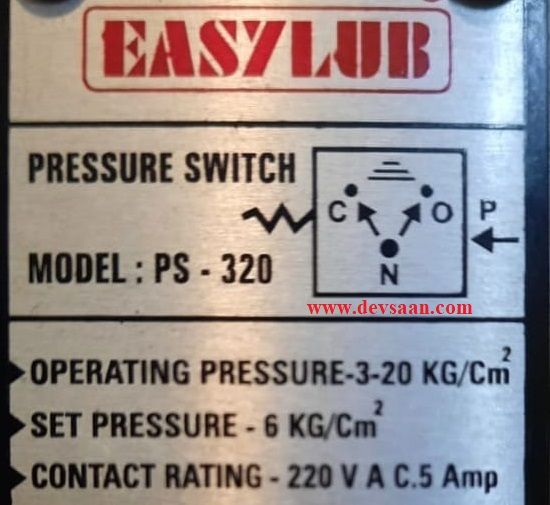 EASYLUB
PRESSURE SWITCH
C O P
N
MODEL : PS - 320
www.devsaan.com
OPERATING PRESSURE-3-20 KG/Cm²
SET PRESSURE - 6 KG/Cm²
CONTACT RATING - 220 V A C.5 Amp